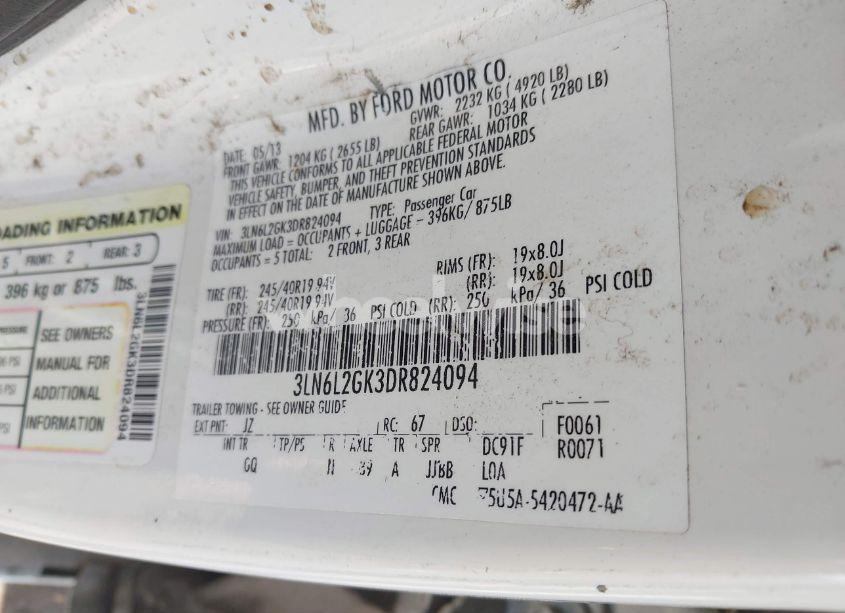 MFD. BY FORD MOTOR CO.
DATE: 05/13 GVWR: 2232 KG ( 4920 LB)
FRONT GAWR: 1204 KG ( 2655 LB) REAR GAWR: 1034 KG ( 2280 LB)
THIS VEHICLE CONFORMS TO ALL APPLICABLE FEDERAL MOTOR
VEHICLE SAFETY, BUMPER, AND THEFT PREVENTION STANDARDS
IN EFFECT ON THE DATE OF MANUFACTURE SHOWN ABOVE.
VIN: 3LN6L2GK3DR824094 TYPE: Passenger Car
MAXIMUM LOAD = OCCUPANTS + LUGGAGE = 396KG/ 875LB
OCCUPANTS = 5 TOTAL: 2 FRONT, 3 REAR
TIRE (FR): 245/40R19 94V RIMS (FR): 19x8.0J
(RR): 245/40R19 94V (RR): 19x8.0J
PRESSURE (FR): 250 kPa/ 36 PSI COLD (RR): 250 kPa/ 36 PSI COLD
3LN6L2GK3DR824094
TRAILER TOWING - SEE OWNER GUIDE
EXT PNT: JZ RC: 67 DSO: F0061
INT TR TP/PS R AXLE TR SPR DC91F R0071
GQ 39 A JJBB
5U5A-5420472-AA
ADING INFORMATION
5 FRONT: 2 REAR: 3
396 kg or 875 lbs.
PRESSURE SEE OWNERS
PSI MANUAL FOR
PSI ADDITIONAL
INFORMATION
3LN6L2GK3DR824094